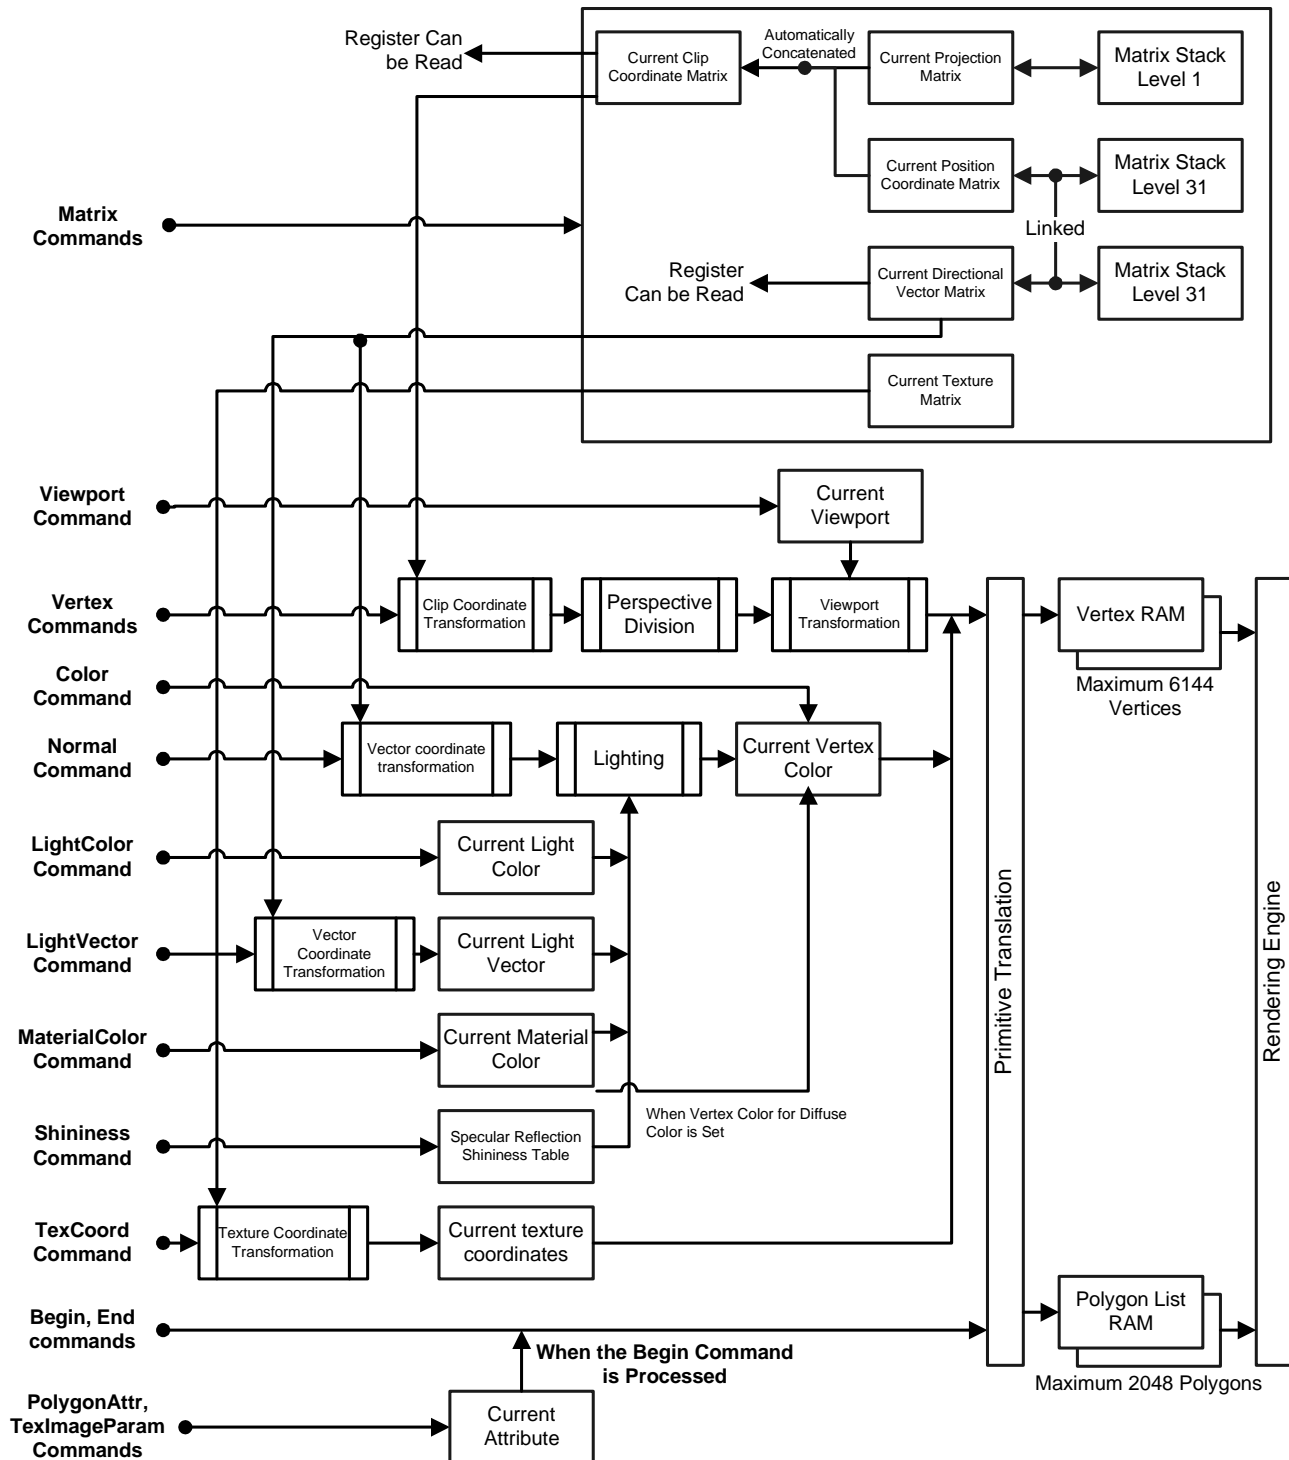 Register Can
be Read
Current Clip
Coordinate Matrix
Automatically
Concatenated
Current Projection
Matrix
Matrix Stack
Level 1
Current Position
Coordinate Matrix
Matrix Stack
Level 31
Matrix
Commands
Linked
Register
Can be Read
Current Directional
Vector Matrix
Matrix Stack
Level 31
Current Texture
Matrix
Viewport
Command
Current
Viewport
Vertex
Commands
Clip Coordinate
Transformation
Perspective
Division
Viewport
Transformation
Vertex RAM
Maximum 6144
Vertices
Color
Command
Normal
Command
Vector coordinate
transformation
Lighting
Current Vertex
Color
LightColor
Command
Current Light
Color
LightVector
Command
Vector
Coordinate
Transformation
Current Light
Vector
Primitive Translation
Rendering Engine
MaterialColor
Command
Current Material
Color
When Vertex Color for Diffuse
Color is Set
Shininess
Command
Specular Reflection
Shininess Table
TexCoord
Command
Texture Coordinate
Transformation
Current texture
coordinates
Begin, End
commands
Polygon List
RAM
Maximum 2048 Polygons
When the Begin Command
is Processed
PolygonAttr,
TexImageParam
Commands
Current
Attribute